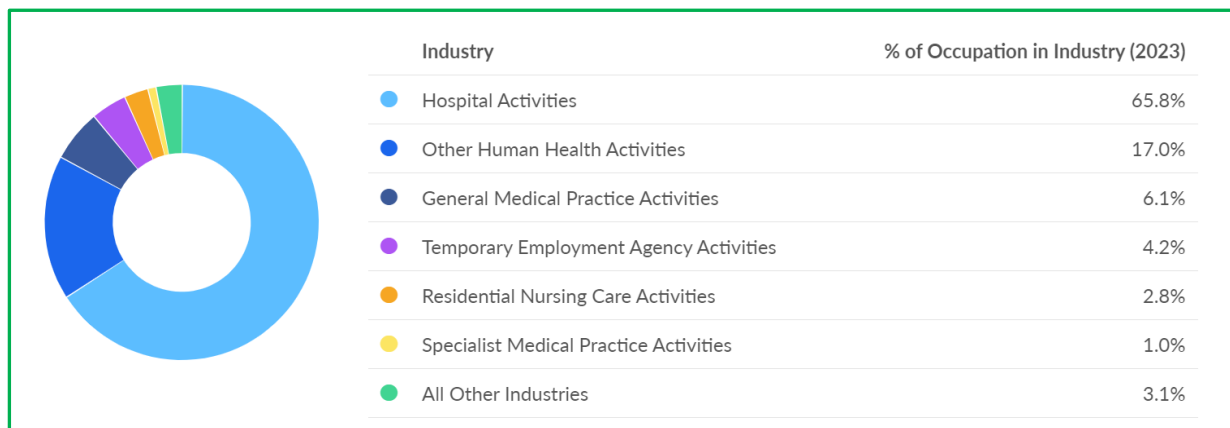 Industry % of Occupation in Industry (2023)
Hospital Activities 65.8%
Other Human Health Activities 17.0%
General Medical Practice Activities 6.1%
Temporary Employment Agency Activities 4.2%
Residential Nursing Care Activities 2.8%
Specialist Medical Practice Activities 1.0%
All Other Industries 3.1%